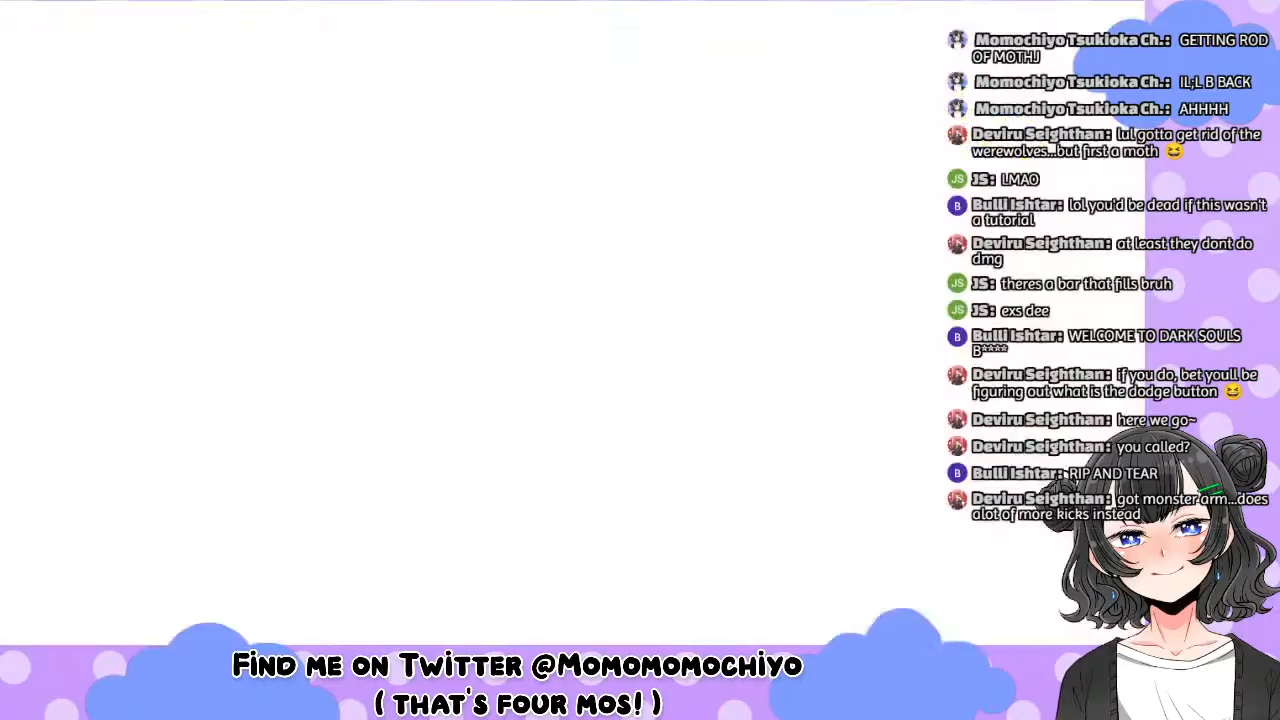 Momochiyo Tsukioka Ch.: GETTING ROD
OF MOTHJ
Momochiyo Tsukioka Ch.: IL;L B BACK
Momochiyo Tsukioka Ch.: AHHHH
Deviru Seighthan: lul gotta get rid of the
werewolves...but first a moth 😆
JS JS: LMAO
B Bulli Ishtar: lol you'd be dead if this wasn't
a tutorial
Deviru Seighthan: at least they dont do
dmg
JS JS: theres a bar that fills bruh
JS JS: exs dee
B Bulli Ishtar: WELCOME TO DARK SOULS
B****
Deviru Seighthan: if you do, bet youll be
figuring out what is the dodge button 😆
Deviru Seighthan: here we go~
Deviru Seighthan: you called?
B Bulli Ishtar: RIP AND TEAR
Deviru Seighthan: got monster arm...does
alot of more kicks instead
Find me on Twitter @Momomomochiyo
( that's four mos! )